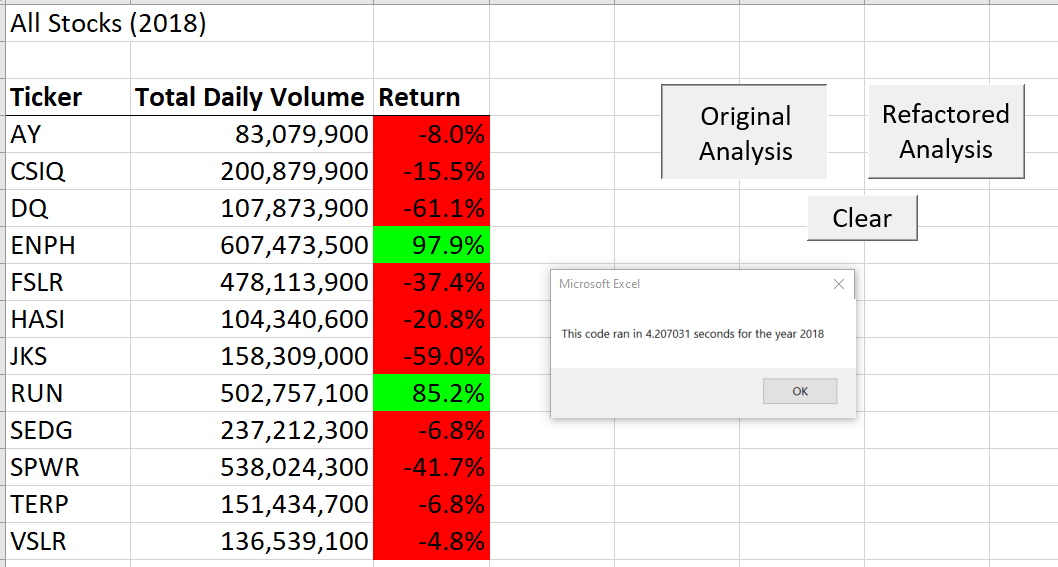 All Stocks (2018)
Ticker Total Daily Volume Return
AY 83,079,900 -8.0%
CSIQ 200,879,900 -15.5%
DQ 107,873,900 -61.1%
ENPH 607,473,500 97.9%
FSLR 478,113,900 -37.4%
HASI 104,340,600 -20.8%
JKS 158,309,000 -59.0%
RUN 502,757,100 85.2%
SEDG 237,212,300 -6.8%
SPWR 538,024,300 -41.7%
TERP 151,434,700 -6.8%
VSLR 136,539,100 -4.8%
Original
Analysis
Refactored
Analysis
Clear
Microsoft Excel
This code ran in 4.207031 seconds for the year 2018
OK